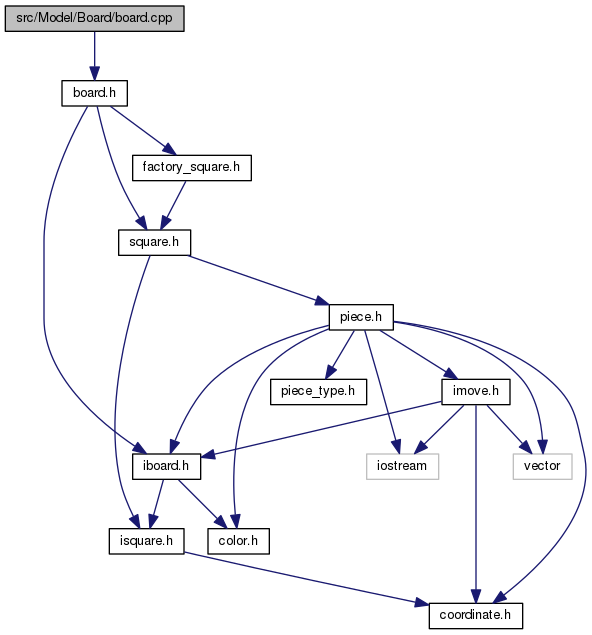 src/Model/Board/board.cpp
board.h
factory_square.h
square.h
piece.h
piece_type.h
imove.h
iboard.h
iostream
vector
isquare.h
color.h
coordinate.h